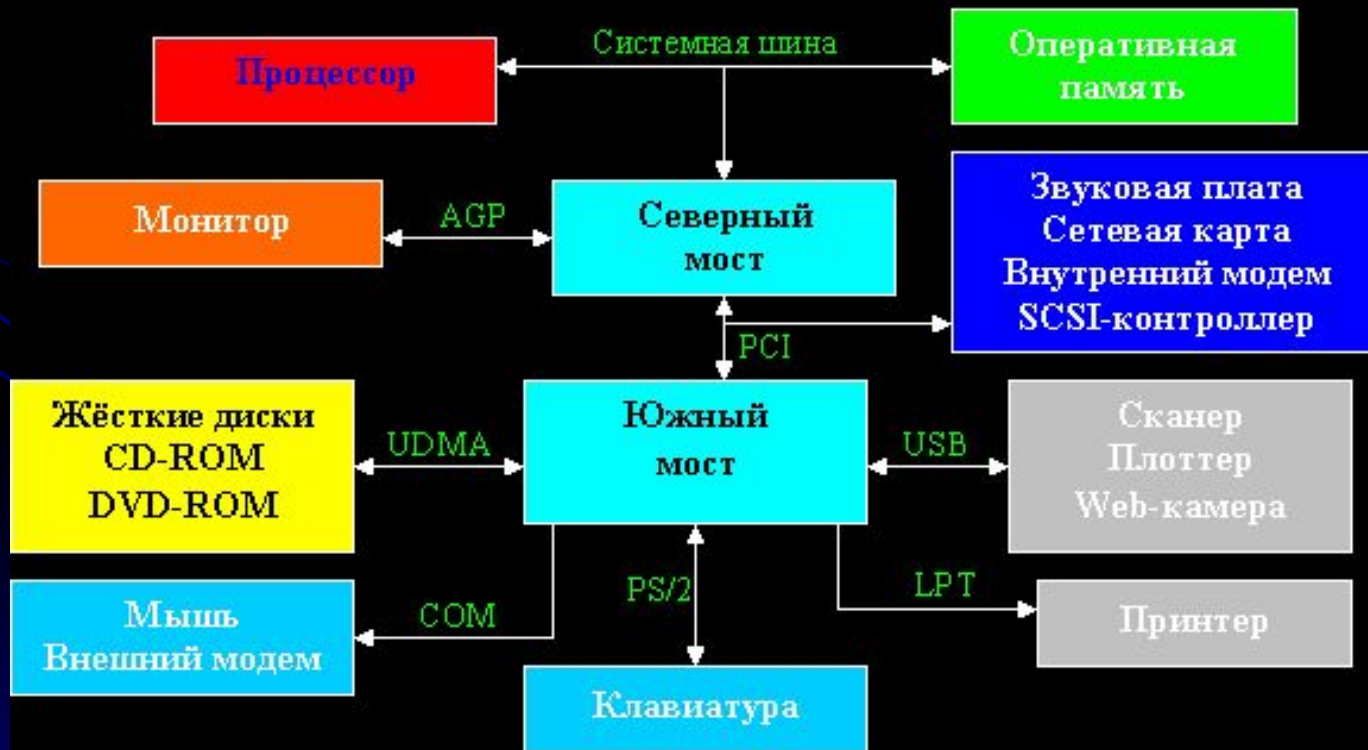 Системная шина
Процессор
Оперативная
память
Монитор
AGP
Северный
мост
Звуковая плата
Сетевая карта
Внутренний модем
SCSI-контроллер
PCI
Жёсткие диски
CD-ROM
DVD-ROM
UDMA
Южный
мост
USB
Сканер
Плоттер
Web-камера
Мышь
Внешний модем
COM
PS/2
LPT
Принтер
Клавиатура